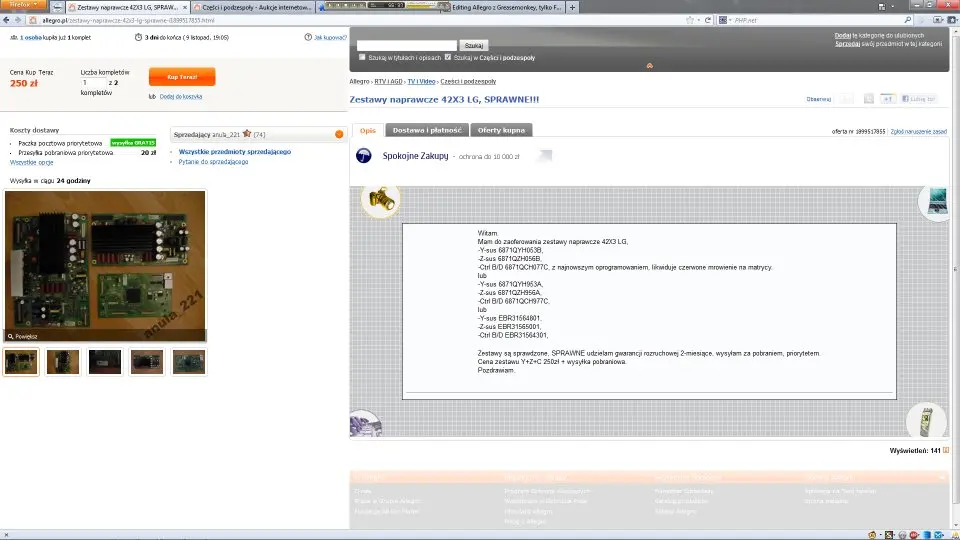 Firefox
Zestawy naprawcze 42X3 LG, SPRAW...
Części i podzespoły - Aukcje internetow...
Editing Allegro z Greasemonkey, tylko F...
allegro.pl/zestawy-naprawcze-42x3-lg-sprawne-i1899517855.html
PHP.net
1 osoba kupiła już 1 komplet
3 dni do końca ( 9 listopad, 19:05)
Jak kupować?
Cena Kup Teraz
250 zł
Liczba kompletów
1 z 2
kompletów
Kup Teraz!
lub Dodaj do koszyka
Koszty dostawy
Paczka pocztowa priorytetowa wysyłka GRATIS
Przesyłka pobraniowa priorytetowa 20 zł
Wszystkie opcje
Wysyłka w ciągu 24 godziny
Sprzedający anula_221 (74)
Wszystkie przedmioty sprzedającego
Pytanie do sprzedającego
anula_221
Powiększ
Szukaj
Szukaj w tytułach i opisach
Szukaj w Części i podzespoły
Dodaj tę kategorię do ulubionych
Sprzedaj swój przedmiot w tej kategorii
Allegro › RTV i AGD › TV i Video › Części i podzespoły
Zestawy naprawcze 42X3 LG, SPRAWNE!!!
Obserwuj
+1
Lubię to!
Opis
Dostawa i płatność
Oferty kupna
oferta nr 1899517855
Zgłoś naruszenie zasad
Spokojne Zakupy - ochrona do 10 000 zł
Witam,
Mam do zaoferowania zestawy naprawcze 42X3 LG,
-Y-sus 6871QYH053B,
-Z-sus 6871QZH056B,
-Ctrl B/D 6871QCH077C, z najnowszym oprogramowaniem, likwiduje czerwone mrowienie na matrycy.
lub
-Y-sus 6871QYH953A,
-Z-sus 6871QZH956A,
-Ctrl B/D 6871QCH977C,
lub
-Y-sus EBR31564801,
-Z-sus EBR31565001,
-Ctrl B/D EBR31564301,
Zestawy są sprawdzone, SPRAWNE udzielam gwarancji rozruchowej 2-miesiące, wysyłam za pobraniem, priorytetem.
Cena zestawu Y+Z+C 250zł + wysyłka pobraniowa.
Pozdrawiam.
Wyświetleń: 141